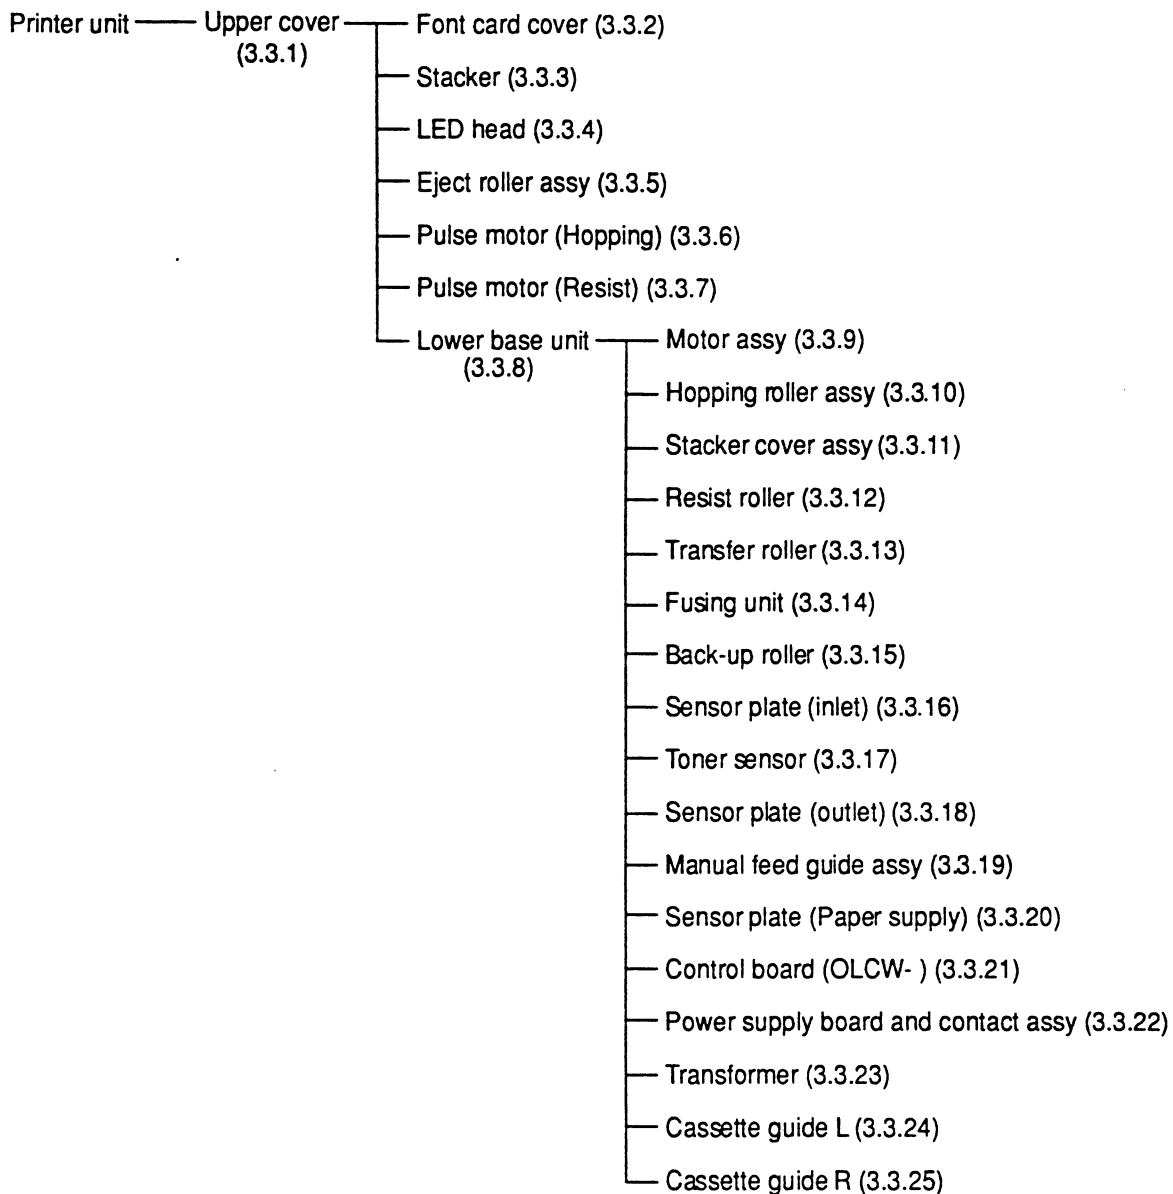 Printer unit Upper cover Font card cover (3.3.2)
(3.3.1)
Stacker (3.3.3)
LED head (3.3.4)
Eject roller assy (3.3.5)
Pulse motor (Hopping) (3.3.6)
Pulse motor (Resist) (3.3.7)
Lower base unit Motor assy (3.3.9)
(3.3.8)
Hopping roller assy (3.3.10)
Stacker cover assy (3.3.11)
Resist roller (3.3.12)
Transfer roller (3.3.13)
Fusing unit (3.3.14)
Back-up roller (3.3.15)
Sensor plate (inlet) (3.3.16)
Toner sensor (3.3.17)
Sensor plate (outlet) (3.3.18)
Manual feed guide assy (3.3.19)
Sensor plate (Paper supply) (3.3.20)
Control board (OLCW- ) (3.3.21)
Power supply board and contact assy (3.3.22)
Transformer (3.3.23)
Cassette guide L (3.3.24)
Cassette guide R (3.3.25)